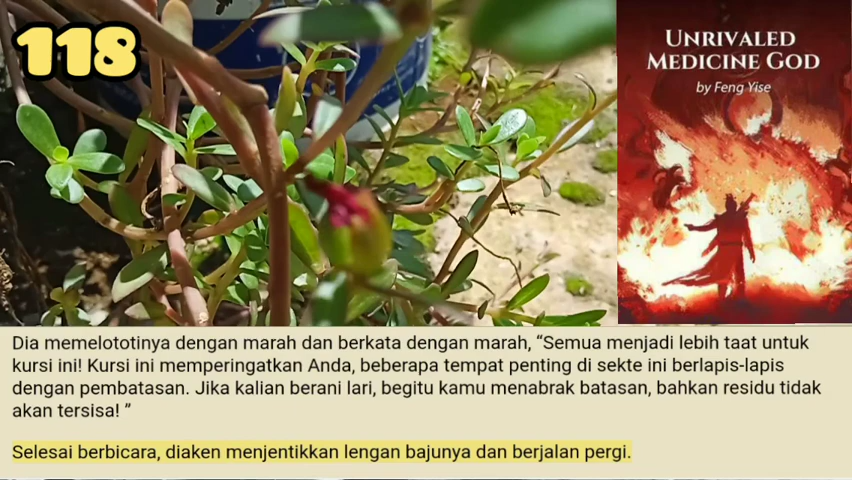 118
UNRIVALED
MEDICINE GOD
by Feng Yise
Dia memelototinya dengan marah dan berkata dengan marah, “Semua menjadi lebih taat untuk
kursi ini! Kursi ini memperingatkan Anda, beberapa tempat penting di sekte ini berlapis-lapis
dengan pembatasan. Jika kalian berani lari, begitu kamu menabrak batasan, bahkan residu tidak
akan tersisa! ”
Selesai berbicara, diaken menjentikkan lengan bajunya dan berjalan pergi.